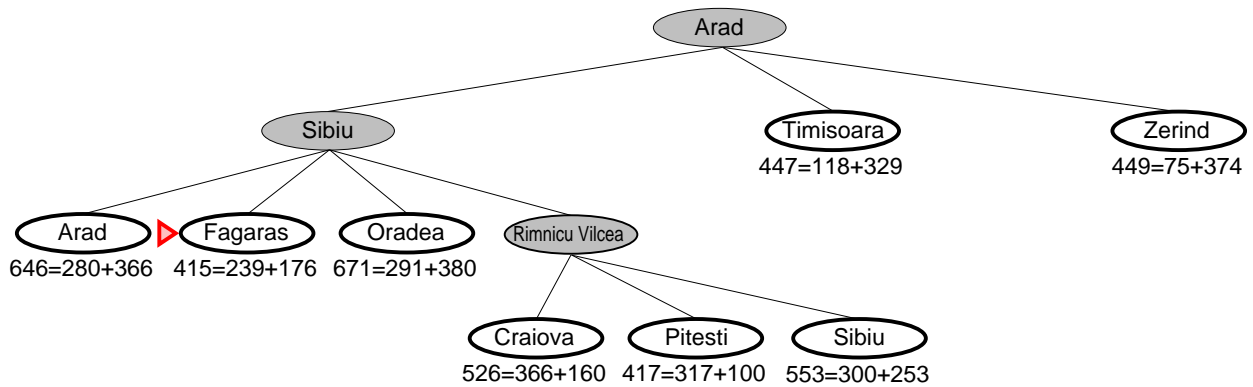 Arad
Sibiu
Timisoara
Zerind
447=118+329
449=75+374
Arad
Fagaras
Oradea
Rimnicu Vilcea
646=280+366
415=239+176
671=291+380
Craiova
Pitesti
Sibiu
526=366+160
417=317+100
553=300+253